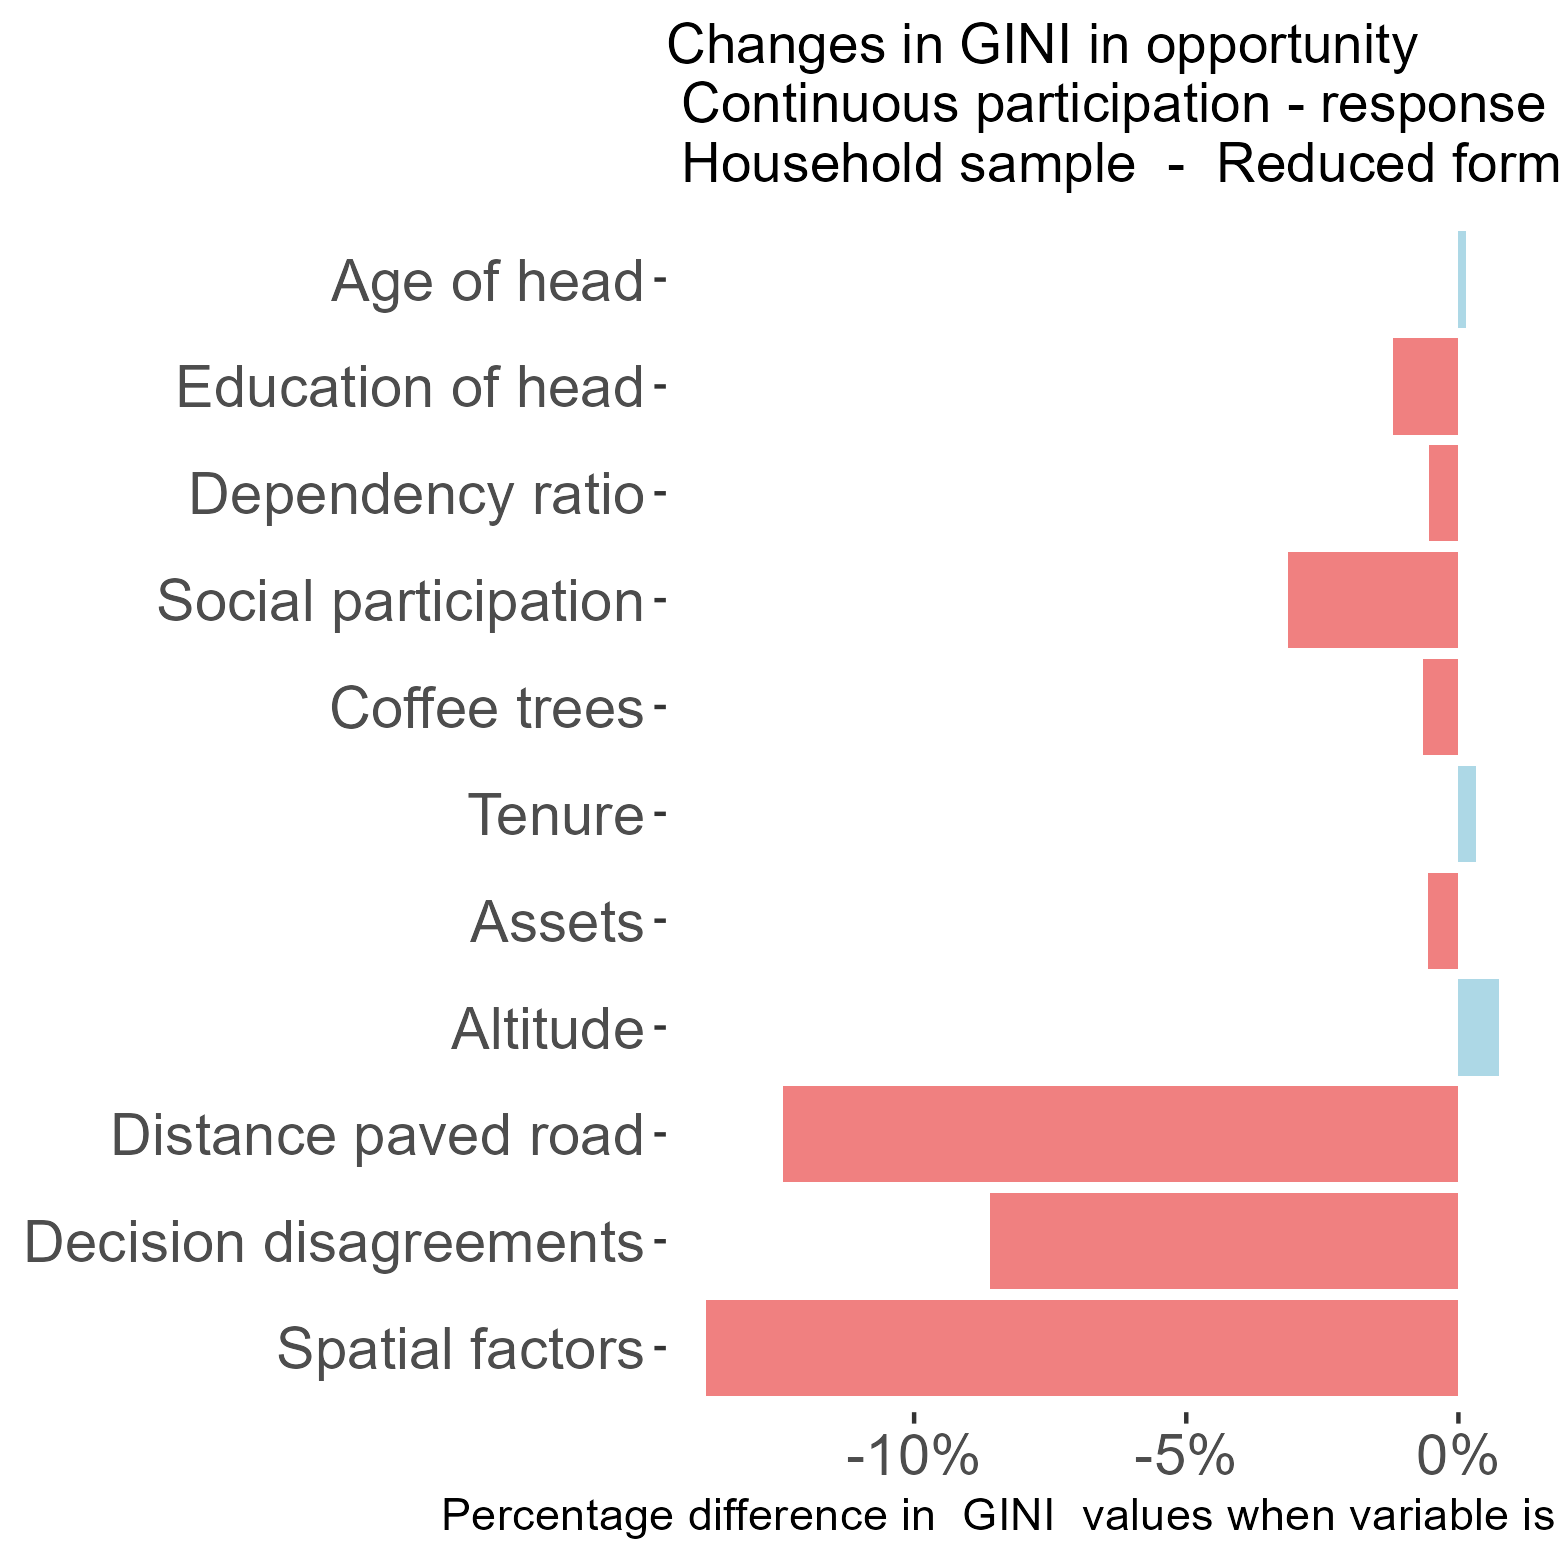 Changes in GINI in opportunity
Continuous participation - response
Household sample - Reduced form
Age of head
Education of head
Dependency ratio
Social participation
Coffee trees
Tenure
Assets
Altitude
Distance paved road
Decision disagreements
Spatial factors
-10% -5% 0%
Percentage difference in GINI values when variable is